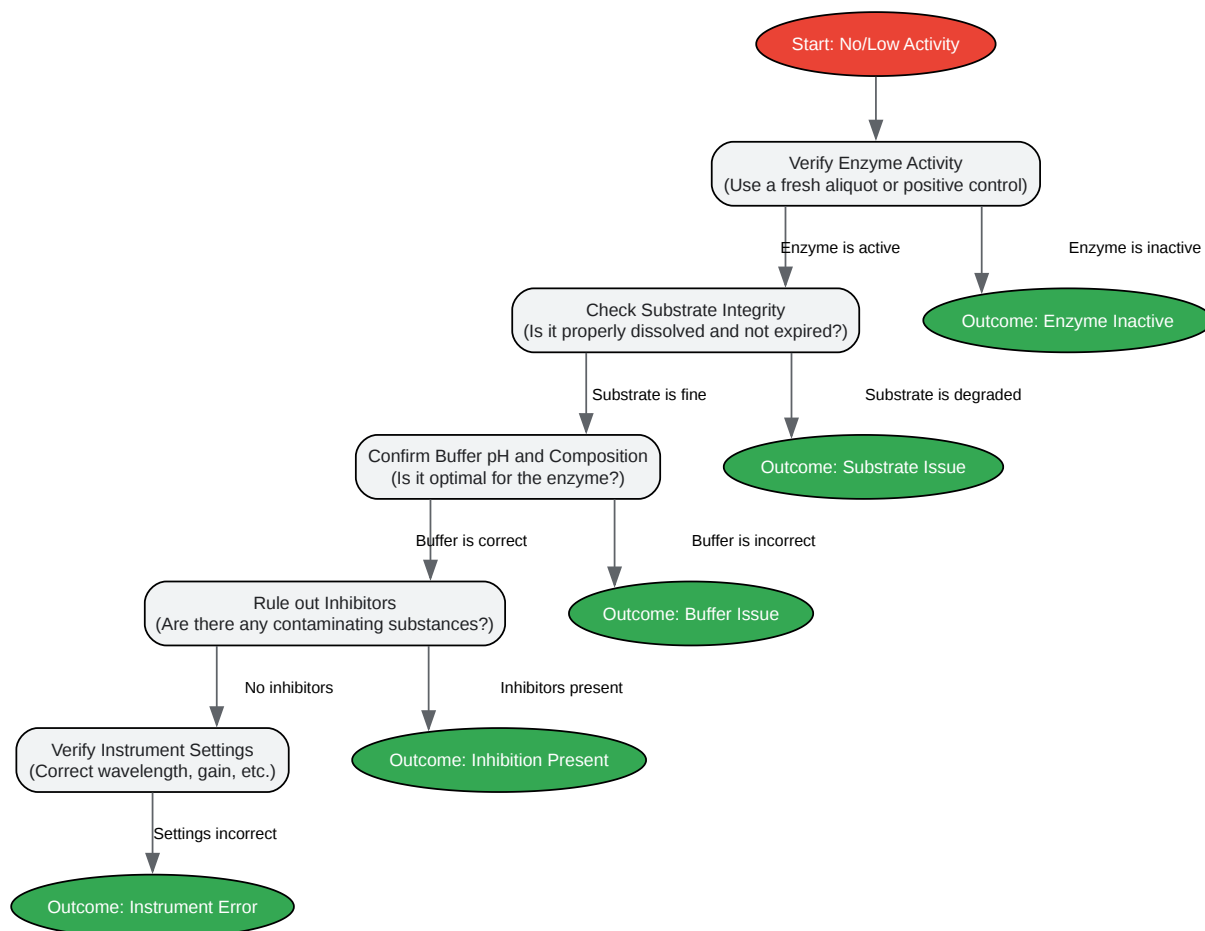 Start: No/Low Activity
Verify Enzyme Activity
(Use a fresh aliquot or positive control)
Enzyme is active
Enzyme is inactive
Check Substrate Integrity
(Is it properly dissolved and not expired?)
Outcome: Enzyme Inactive
Substrate is fine
Substrate is degraded
Confirm Buffer pH and Composition
(Is it optimal for the enzyme?)
Outcome: Substrate Issue
Buffer is correct
Buffer is incorrect
Rule out Inhibitors
(Are there any contaminating substances?)
Outcome: Buffer Issue
No inhibitors
Inhibitors present
Verify Instrument Settings
(Correct wavelength, gain, etc.)
Outcome: Inhibition Present
Settings incorrect
Outcome: Instrument Error